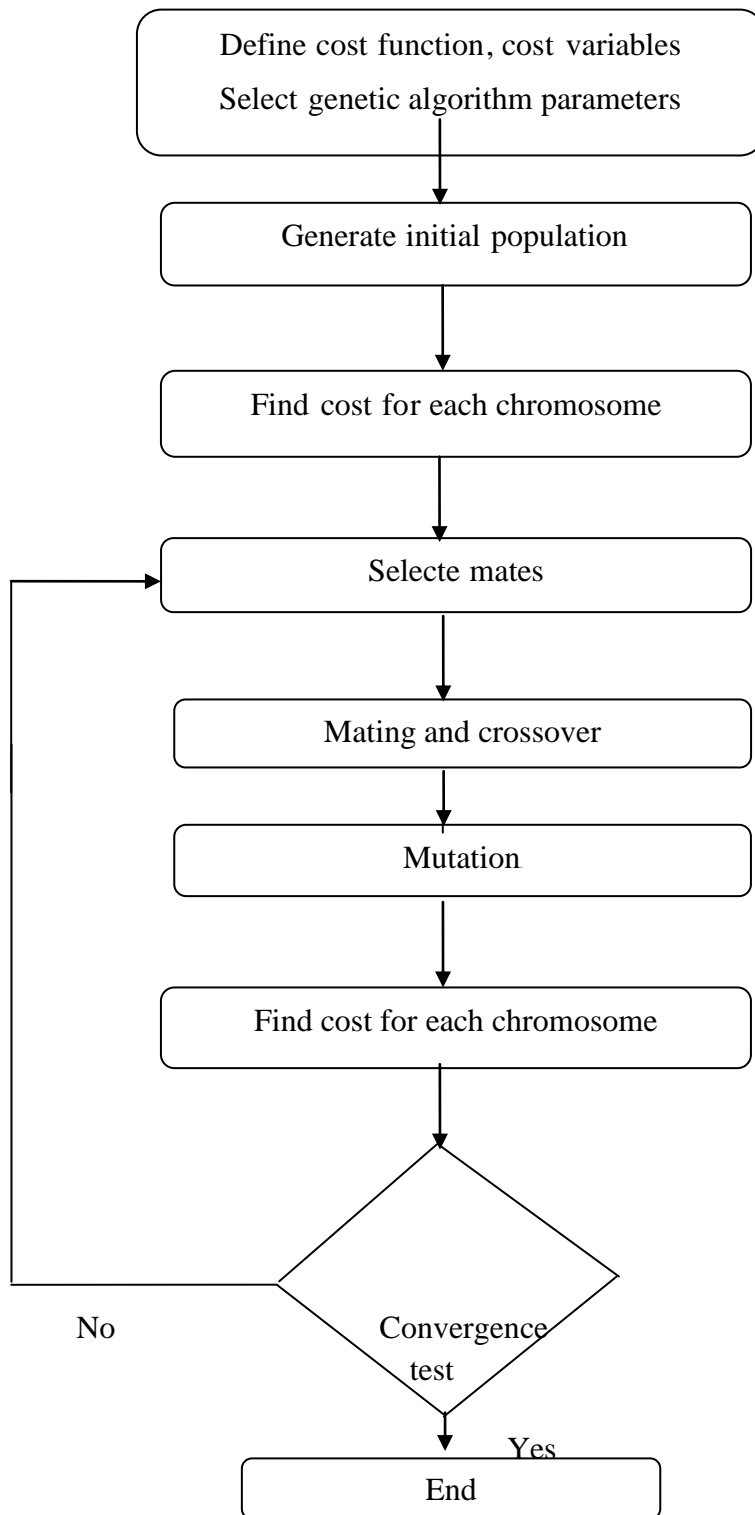 Define cost function, cost variables
Select genetic algorithm parameters
Generate initial population
Find cost for each chromosome
Selecte mates
Mating and crossover
Mutation
Find cost for each chromosome
No
Convergence
test
Yes
End